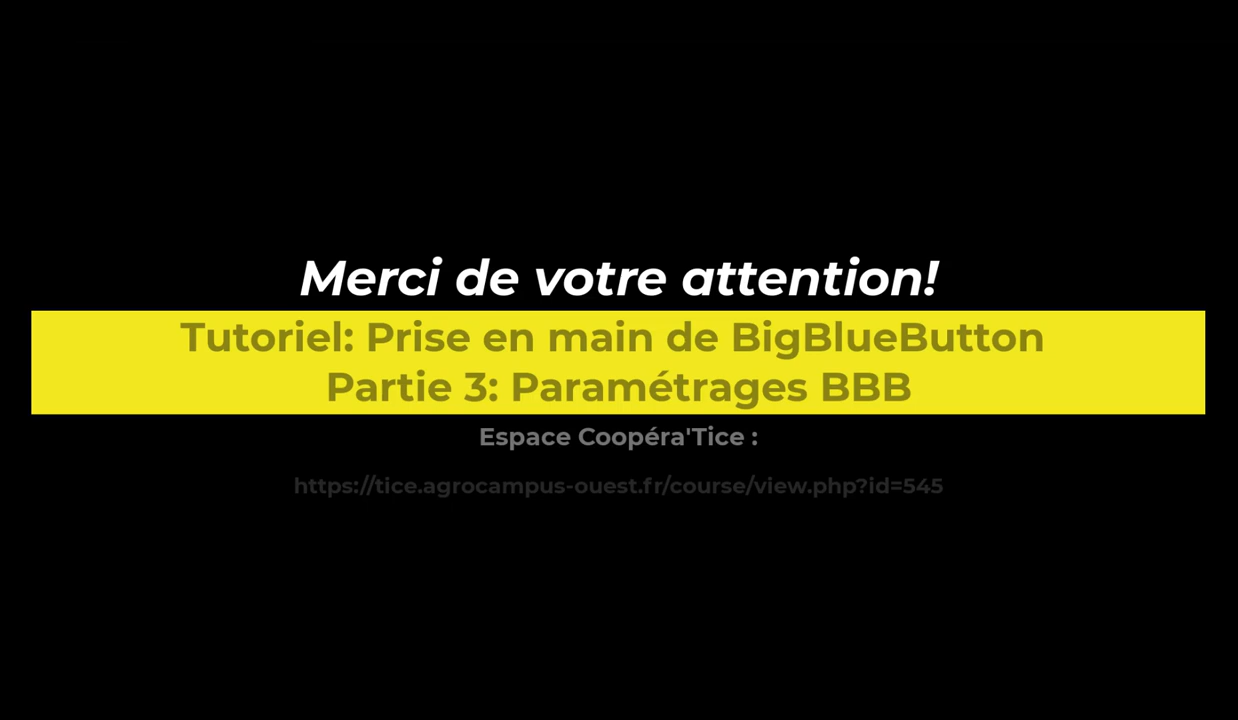 Merci de votre attention!
Tutoriel: Prise en main de BigBlueButton
Partie 3: Paramétrages BBB
Espace Coopéra'Tice :
https://tice.agrocampus-ouest.fr/course/view.php?id=545